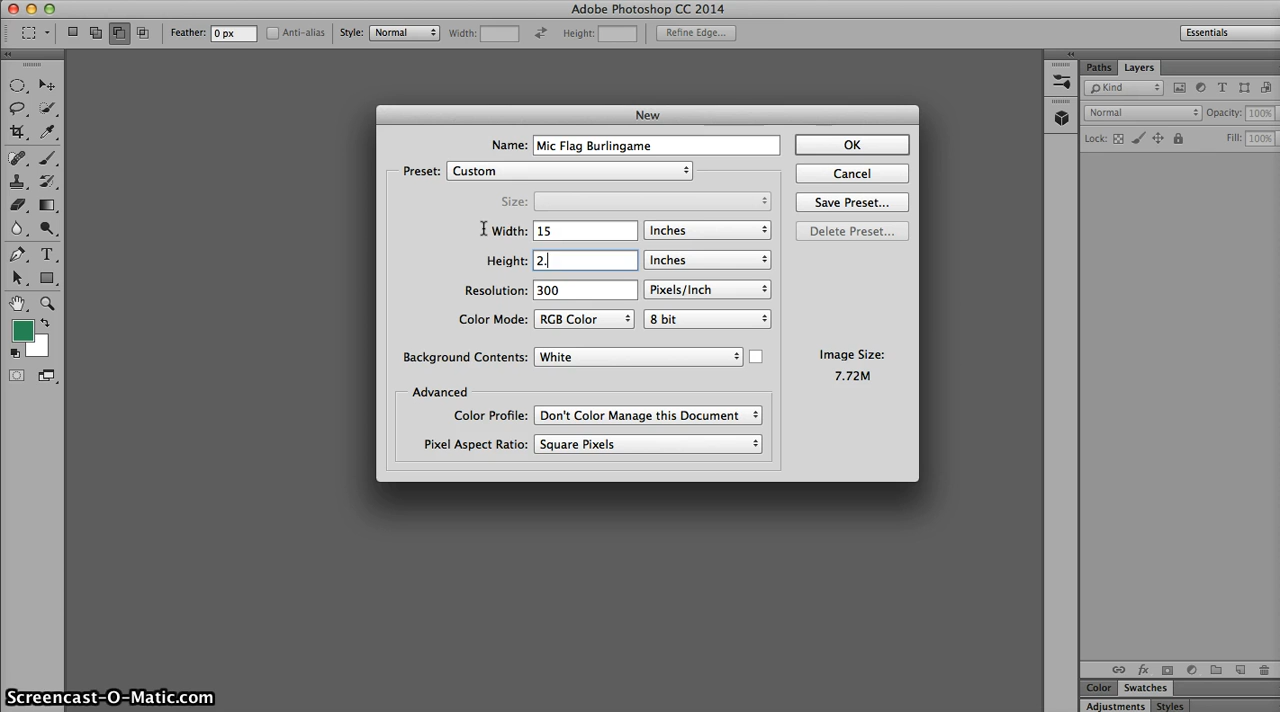 Adobe Photoshop CC 2014
Feather: 0 px Anti-alias Style: Normal Width: Height: Refine Edge... Essentials
Paths Layers
Kind
Normal Opacity: 100%
Lock: Fill: 100%
New
Name: Mic Flag Burlingame OK
Preset: Custom Cancel
Size: Save Preset...
Width: 15 Inches Delete Preset...
Height: 2. Inches
Resolution: 300 Pixels/Inch
Color Mode: RGB Color 8 bit
Background Contents: White Image Size:
7.72M
Advanced
Color Profile: Don't Color Manage this Document
Pixel Aspect Ratio: Square Pixels
Color Swatches
Adjustments Styles
Screencast-O-Matic.com